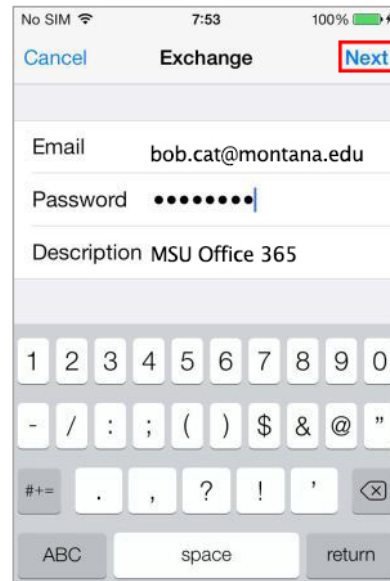 No SIM 7:53 100%
Cancel Exchange Next
Email bob.cat@montana.edu
Password ••••••••
Description MSU Office 365
1 2 3 4 5 6 7 8 9 0
- / : ; ( ) $ & @ "
#+= . , ? ! '
ABC space return